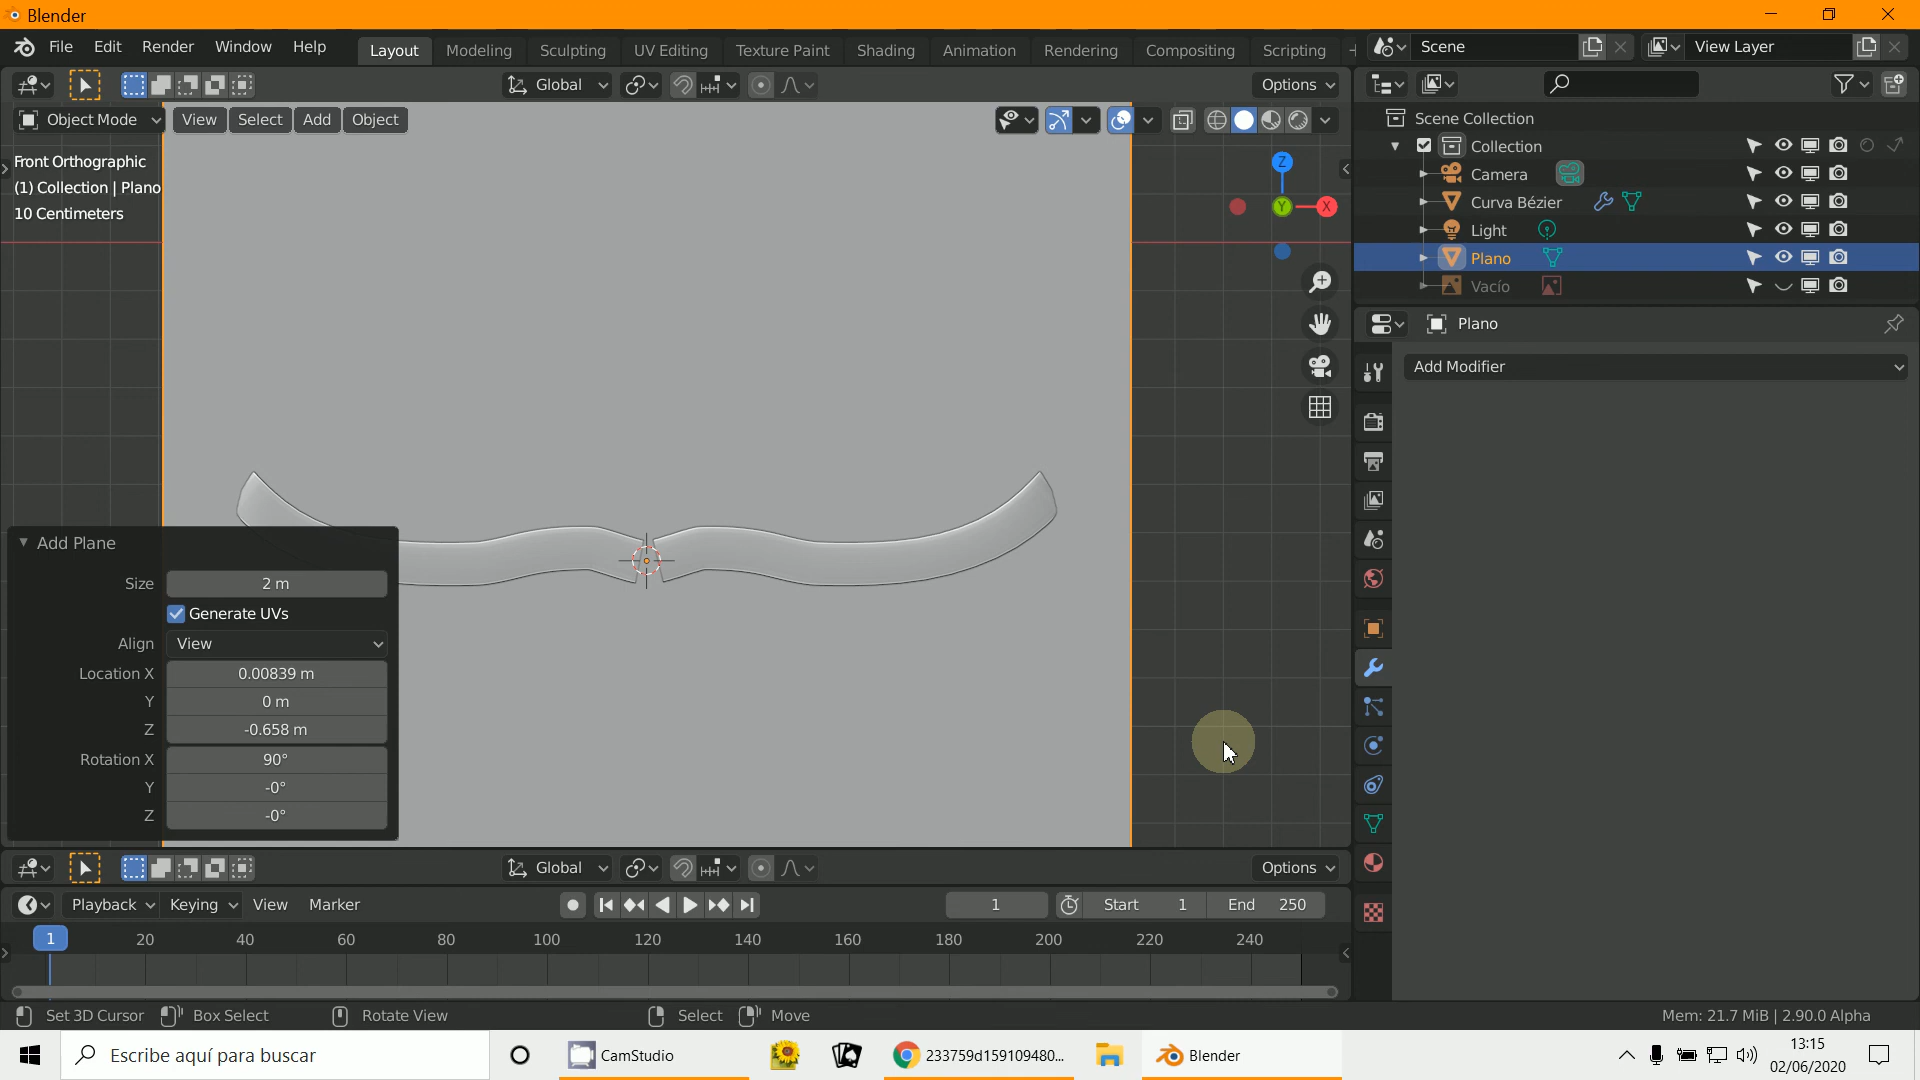 Blender
File Edit Render Window Help Layout Modeling Sculpting UV Editing Texture Paint Shading Animation Rendering Compositing Scripting Scene View Layer
Global Options
Object Mode View Select Add Object
Scene Collection
Collection
Camera
Curva Bézier
Light
Plano
Vacío
Front Orthographic
(1) Collection | Plano
10 Centimeters
Z
Y X
Plano
Add Modifier
Add Plane
Size 2 m
Generate UVs
Align View
Location X 0.00839 m
Y 0 m
Z -0.658 m
Rotation X 90°
Y -0°
Z -0°
Global Options
Playback Keying View Marker 1 Start 1 End 250
1 20 40 60 80 100 120 140 160 180 200 220 240
Set 3D Cursor Box Select Rotate View Select Move Mem: 21.7 MiB | 2.90.0 Alpha
Escribe aquí para buscar CamStudio 233759d159109480... Blender 13:15
02/06/2020